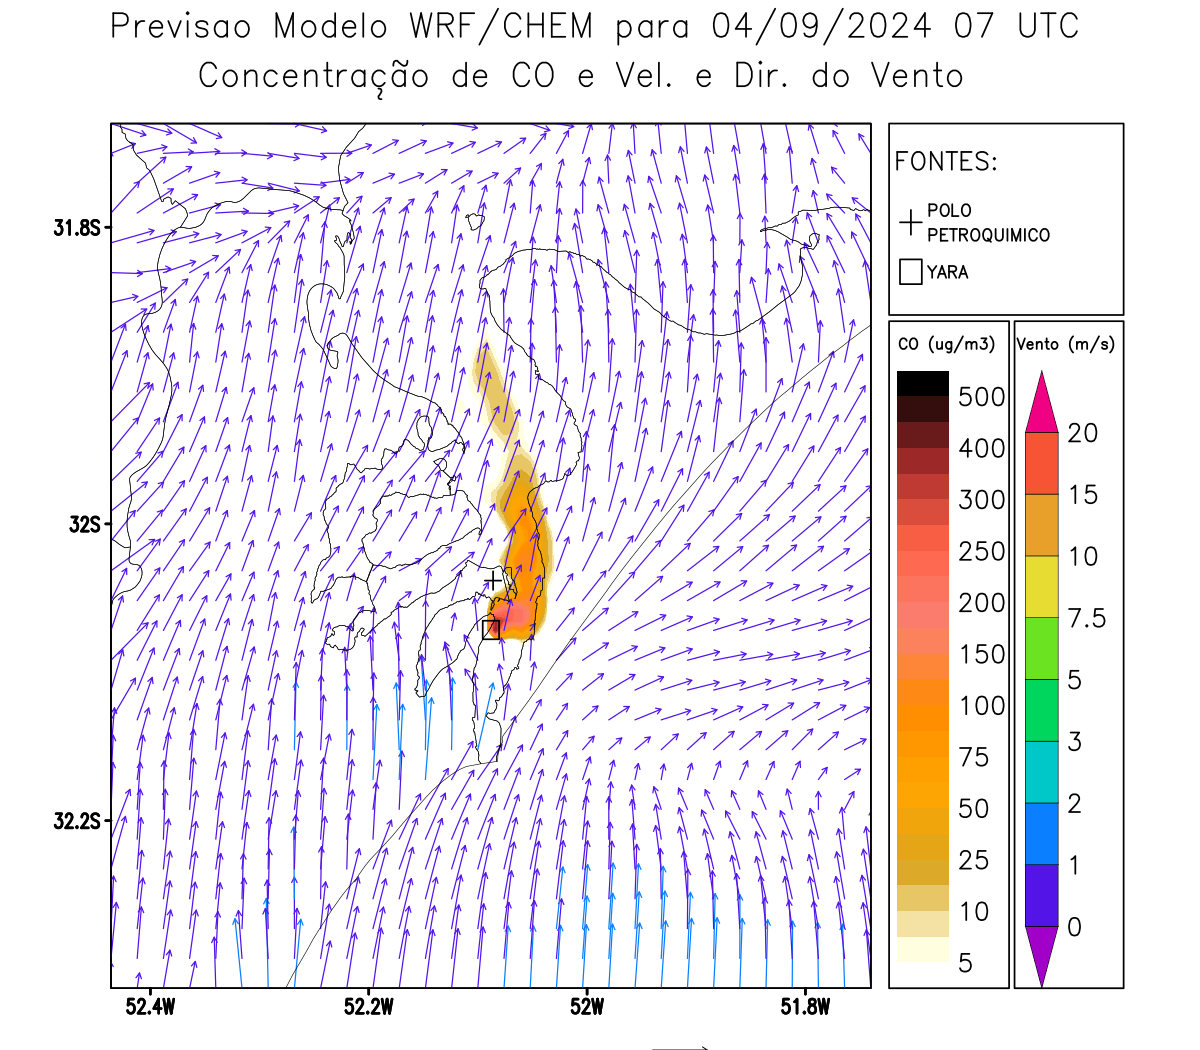 Previsao Modelo WRF/CHEM para 04/09/2024 07 UTC
Concentração de CO e Vel. e Dir. do Vento
31.8S
32S
32.2S
52.4W
52.2W
52W
51.8W
FONTES:
POLO
PETROQUIMICO
YARA
CO (ug/m3)
500
400
300
250
200
150
100
75
50
25
10
5
Vento (m/s)
20
15
10
7.5
5
3
2
1
0